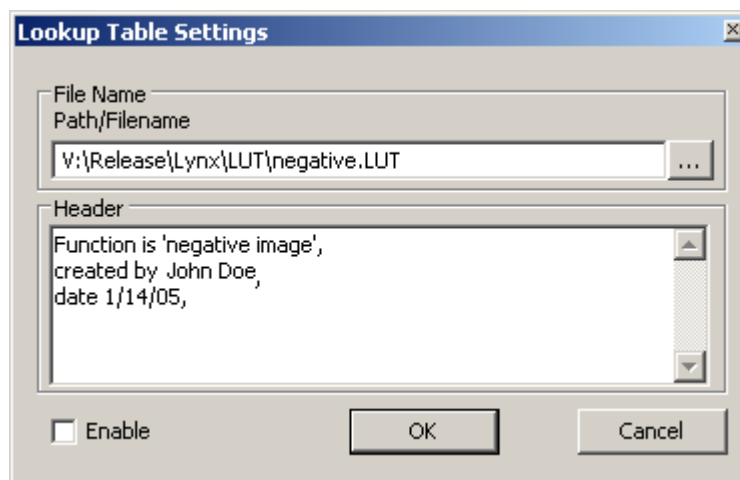 Lookup Table Settings
File Name
Path/Filename
V:\Release\Lynx\LUT\negative.LUT
...
Header
Function is 'negative image',
created by John Doe,
date 1/14/05,
Enable
OK
Cancel